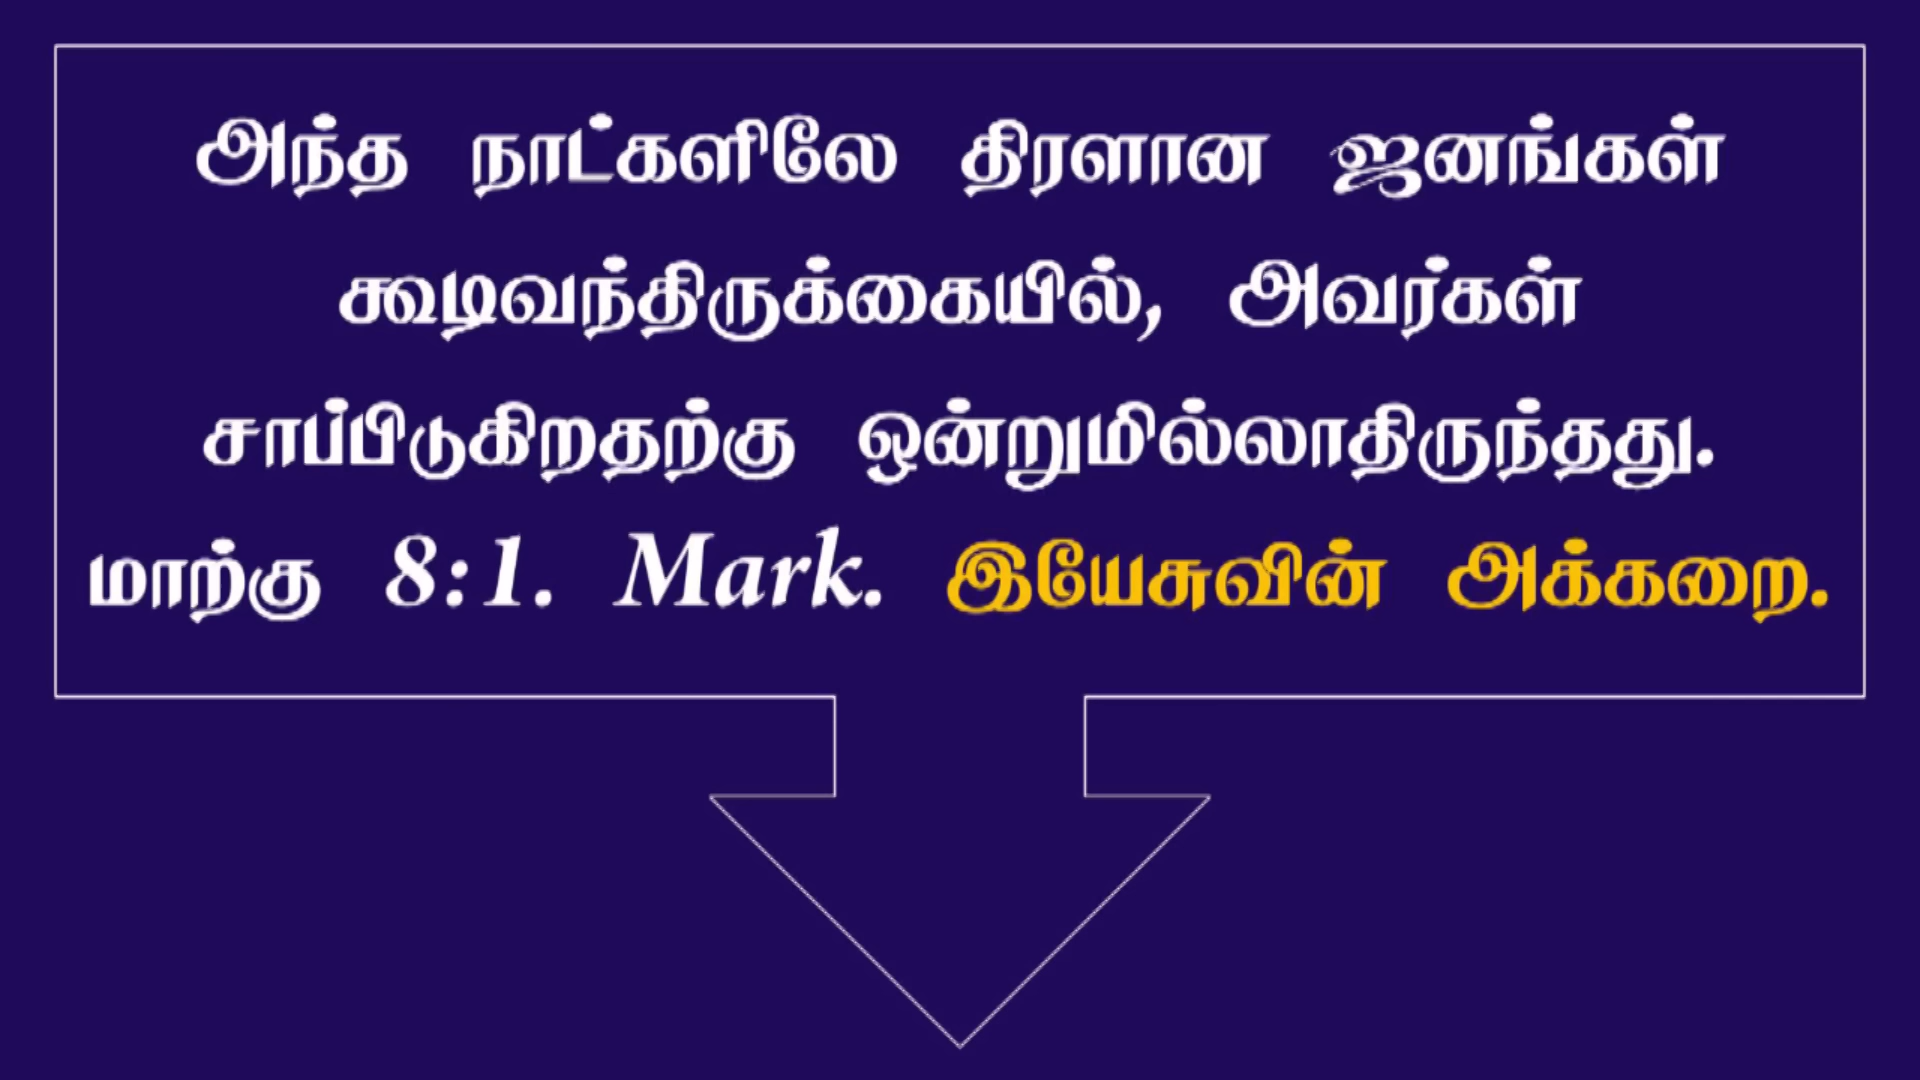 அந்த நாட்களிலே திரளான ஜனங்கள்
கூடிவந்திருக்கையில், அவர்கள்
சாப்பிடுகிறதற்கு ஒன்றுமில்லாதிருந்தது.
மாற்கு 8:1. Mark. இயேசுவின் அக்கறை.